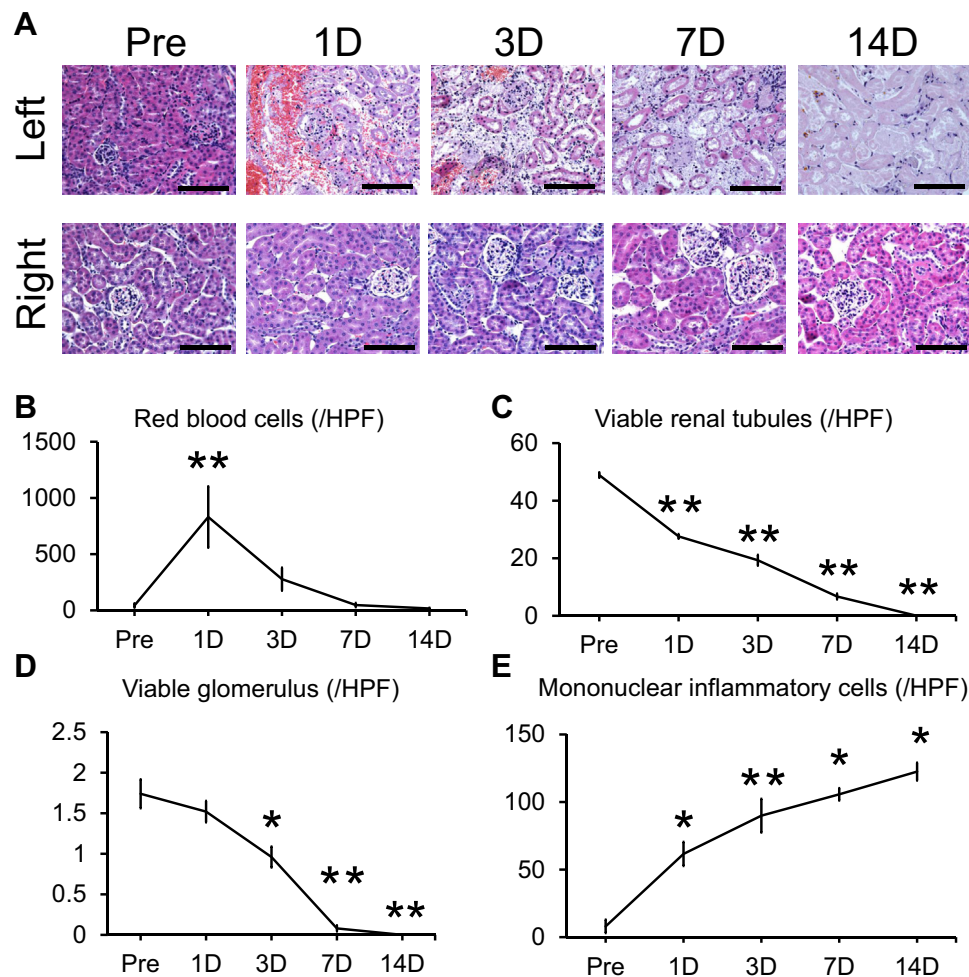 A
Pre 1D 3D 7D 14D
Left
Right
B
Red blood cells (/HPF)
1500
1000
500
0
**
Pre 1D 3D 7D 14D
C
Viable renal tubules (/HPF)
60
40
20
0
** ** ** **
Pre 1D 3D 7D 14D
D
Viable glomerulus (/HPF)
2.5
2
1.5
1
0.5
0
* ** **
Pre 1D 3D 7D 14D
E
Mononuclear inflammatory cells (/HPF)
150
100
50
0
* ** * *
Pre 1D 3D 7D 14D